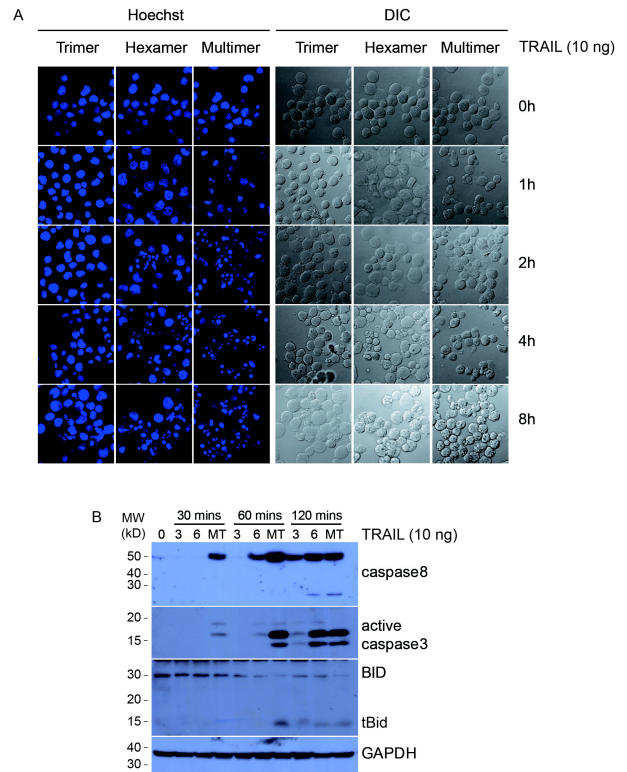 A
Hoechst DIC
Trimer Hexamer Multimer Trimer Hexamer Multimer TRAIL (10 ng)
0h
1h
2h
4h
8h
B MW (kD) 30 mins 60 mins 120 mins
0 3 6 MT 3 6 MT 3 6 MT TRAIL (10 ng)
50
40
30
caspase8
20
15
active
caspase3
30
20
15
BID
tBid
40
30
GAPDH